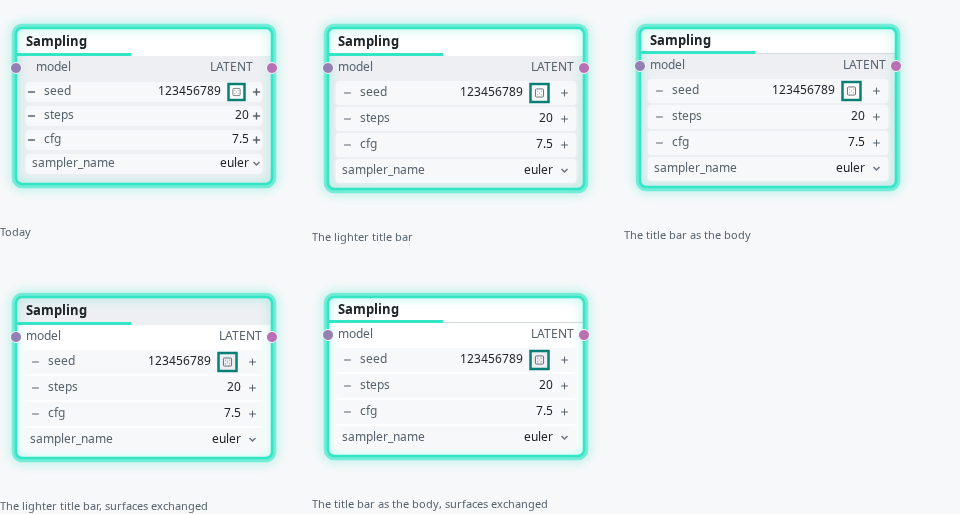 Sampling
model LATENT
− seed 123456789 +
− steps 20 +
− cfg 7.5 +
sampler_name euler
Today
Sampling
model LATENT
− seed 123456789 +
− steps 20 +
− cfg 7.5 +
sampler_name euler
The lighter title bar
Sampling
model LATENT
− seed 123456789 +
− steps 20 +
− cfg 7.5 +
sampler_name euler
The title bar as the body
Sampling
model LATENT
− seed 123456789 +
− steps 20 +
− cfg 7.5 +
sampler_name euler
The lighter title bar, surfaces exchanged
Sampling
model LATENT
− seed 123456789 +
− steps 20 +
− cfg 7.5 +
sampler_name euler
The title bar as the body, surfaces exchanged